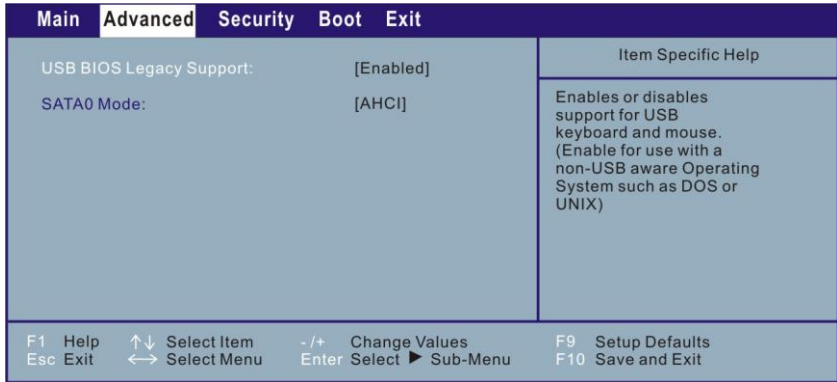 Main Advanced Security Boot Exit
USB BIOS Legacy Support: [Enabled]
SATA0 Mode: [AHCI]
Item Specific Help
Enables or disables
support for USB
keyboard and mouse.
(Enable for use with a
non-USB aware Operating
System such as DOS or
UNIX)
F1 Help ↑↓ Select Item -/+ Change Values F9 Setup Defaults
Esc Exit ←→ Select Menu Enter Select ▶ Sub-Menu F10 Save and Exit